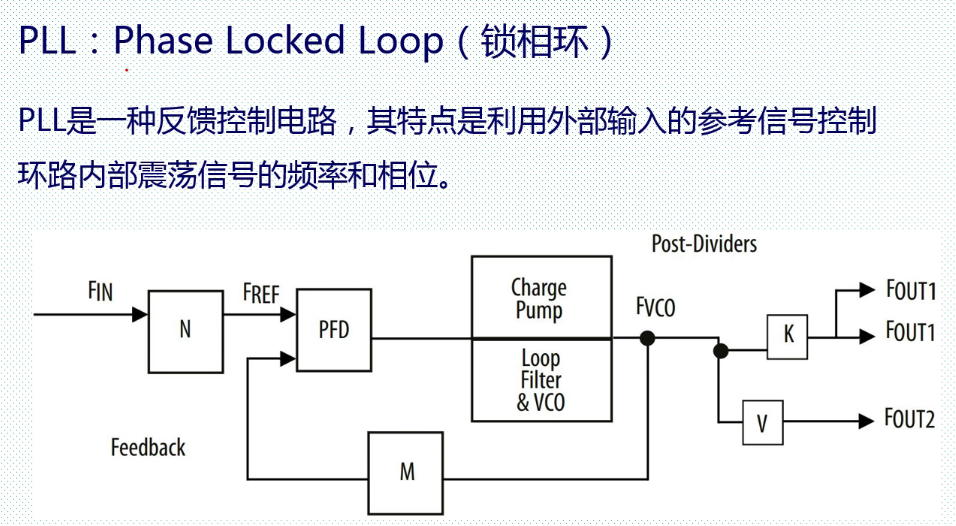 PLL：Phase Locked Loop（锁相环）
PLL是一种反馈控制电路，其特点是利用外部输入的参考信号控制
环路内部震荡信号的频率和相位。
Post-Dividers
FIN
N
FREF
PFD
Charge
Pump
Loop
Filter
& VCO
FVCO
K
FOUT1
FOUT1
V
FOUT2
Feedback
M